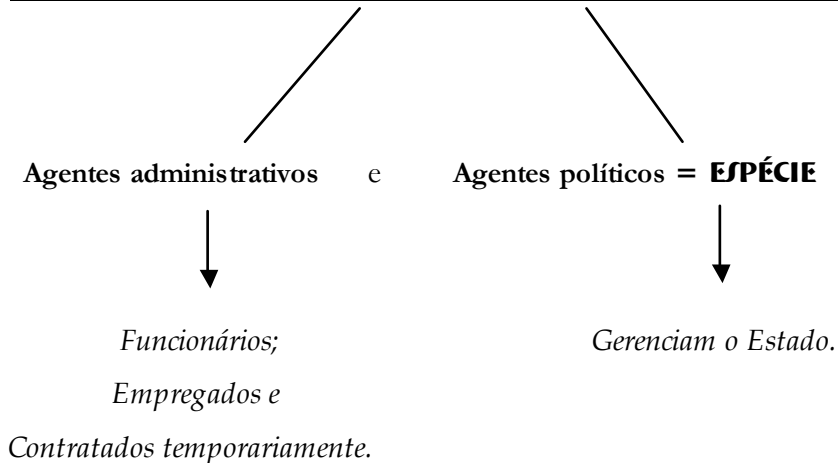 Agentes administrativos e Agentes políticos = ESPÉCIE
Funcionários; Gerenciam o Estado.
Empregados e
Contratados temporariamente.